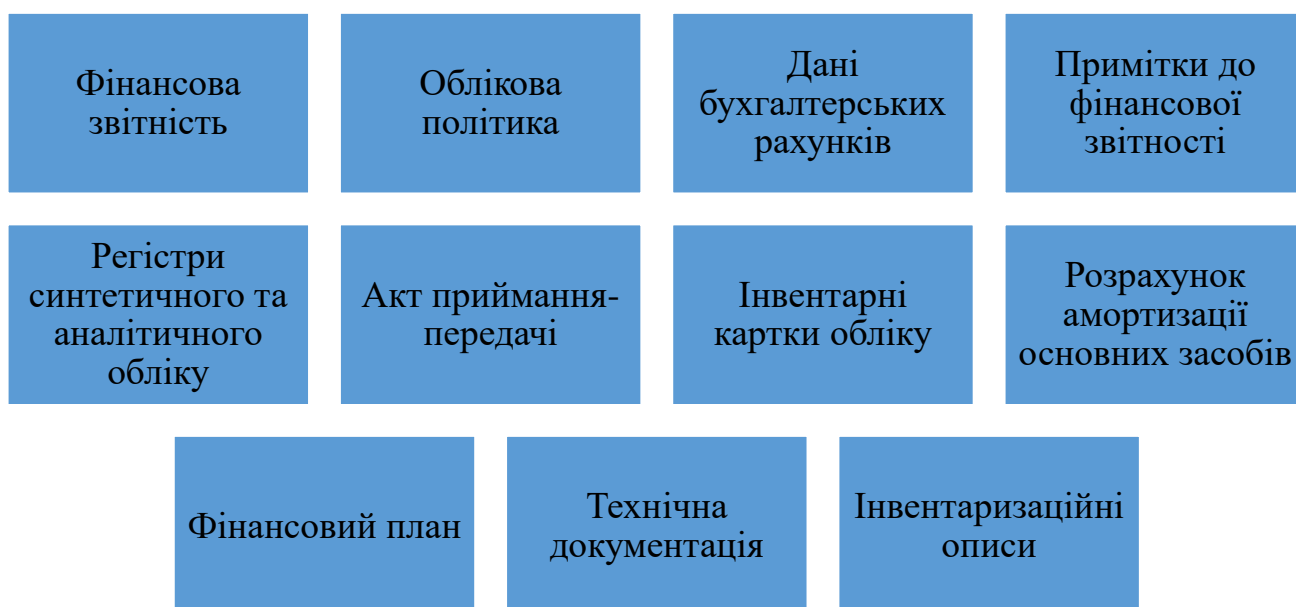 Фінансова
звітність
Облікова
політика
Дані
бухгалтерських
рахунків
Примітки до
фінансової
звітності
Регістри
синтетичного та
аналітичного
обліку
Акт приймання-
передачі
Інвентарні
картки обліку
Розрахунок
амортизації
основних засобів
Фінансовий план
Технічна
документація
Інвентаризаційні
описи